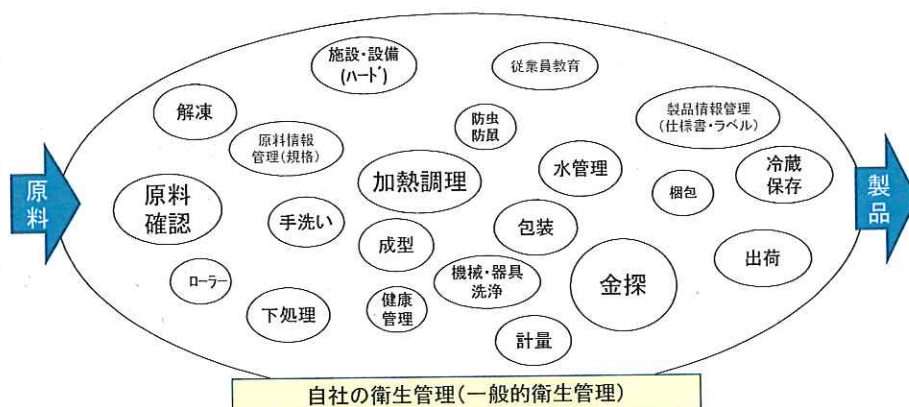 施設・設備
(ハード)
従業員教育
解凍
防虫
防鼠
製品情報管理
(仕様書・ラベル)
原料情報
管理(規格)
原料
加熱調理
水管理
冷蔵
保存
製品
原料
確認
手洗い
梱包
成型
包装
ローラー
機械・器具
洗浄
金探
出荷
下処理
健康
管理
計量
自社の衛生管理(一般的衛生管理)